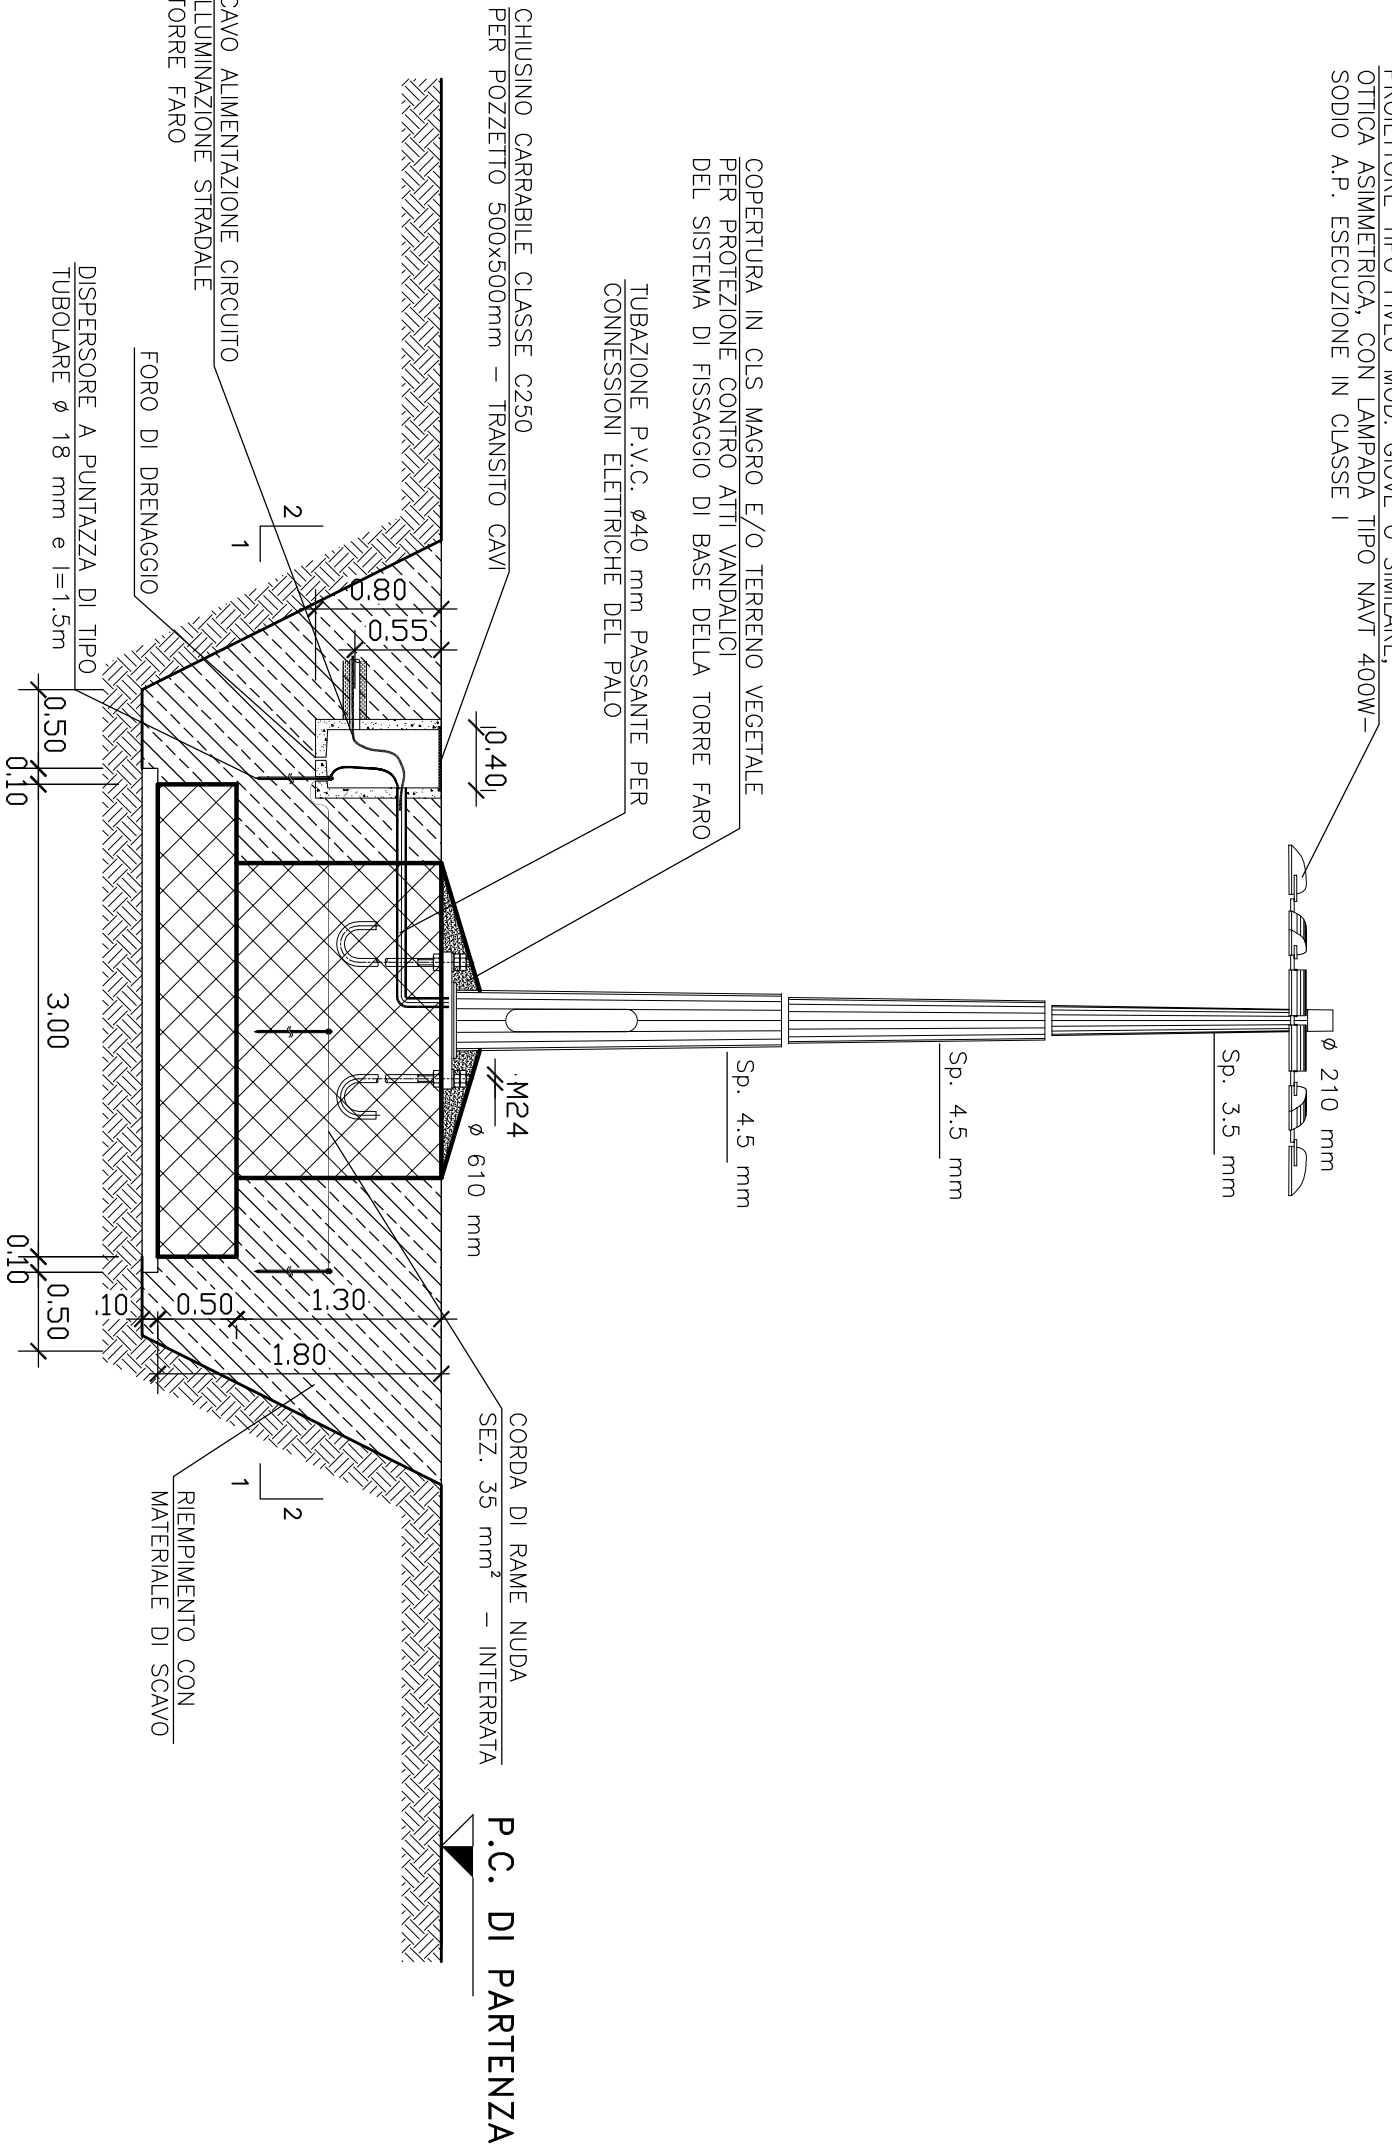 OTTICA ASIMMETRICA, CON LAMPADA TIPO NAVT 400W-
SODIO A.P. ESECUZIONE IN CLASSE I
ø 210 mm
Sp. 3.5 mm
Sp. 4.5 mm
Sp. 4.5 mm
COPERTURA IN CLS MAGRO E/O TERRENO VEGETALE
PER PROTEZIONE CONTRO ATTI VANDALICI
DEL SISTEMA DI FISSAGGIO DI BASE DELLA TORRE FARO
TUBAZIONE P.V.C. ø40 mm PASSANTE PER
CONNESSIONI ELETTRICHE DEL PALO
CHIUSINO CARRABILE CLASSE C250
PER POZZETTO 500x500mm - TRANSITO CAVI
M24
ø 610 mm
CORDA DI RAME NUDA
SEZ. 35 mm² - INTERRATA
P.C. DI PARTENZA
0.40
0.80
0.55
2
1
CAVO ALIMENTAZIONE CIRCUITO
ILLUMINAZIONE STRADALE
TORRE FARO
FORO DI DRENAGGIO
DISPERSORE A PUNTAZZA DI TIPO
TUBOLARE ø 18 mm e l=1.5m
1.30
0.50
.10
1.80
2
1
RIEMPIMENTO CON
MATERIALE DI SCAVO
0.50
0.10
3.00
0.10
0.50